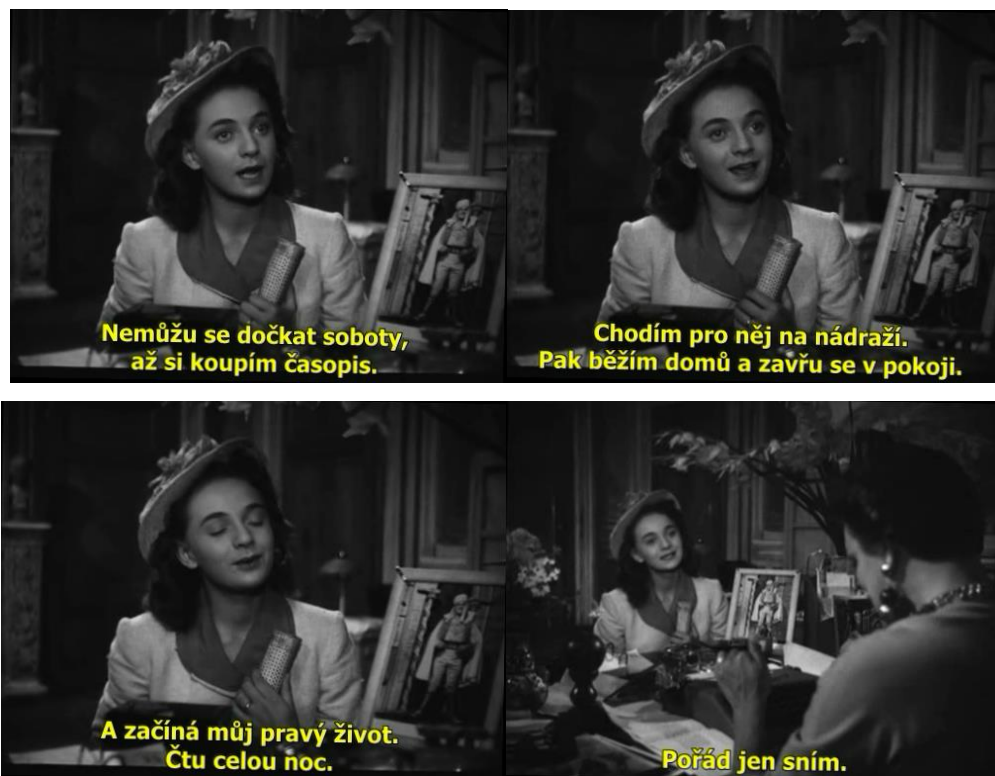 Nemůžu se dočkat soboty,
až si koupím časopis.
Chodím pro něj na nádraží.
Pak běžím domů a zavřu se v pokoji.
A začíná můj pravý život.
Čtu celou noc.
Pořád jen sním.